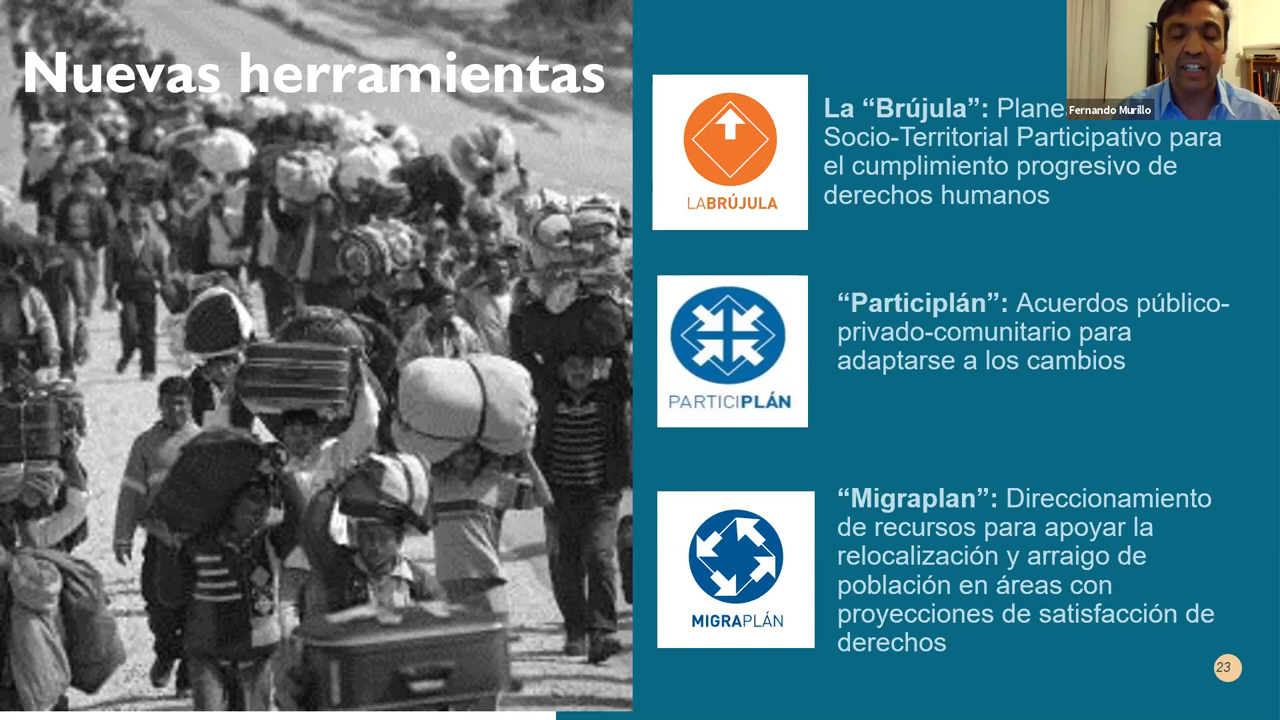 Nuevas herramientas
Fernando Murillo
La “Brújula”:
Socio-Territorial Participativo para
el cumplimiento progresivo de
derechos humanos
LABRÚJULA
“Participlán”: Acuerdos público-
privado-comunitario para
adaptarse a los cambios
PARTICIPLÁN
“Migraplan”: Direccionamiento
de recursos para apoyar la
relocalización y arraigo de
población en áreas con
proyecciones de satisfacción de
derechos
MIGRAPLÁN
23